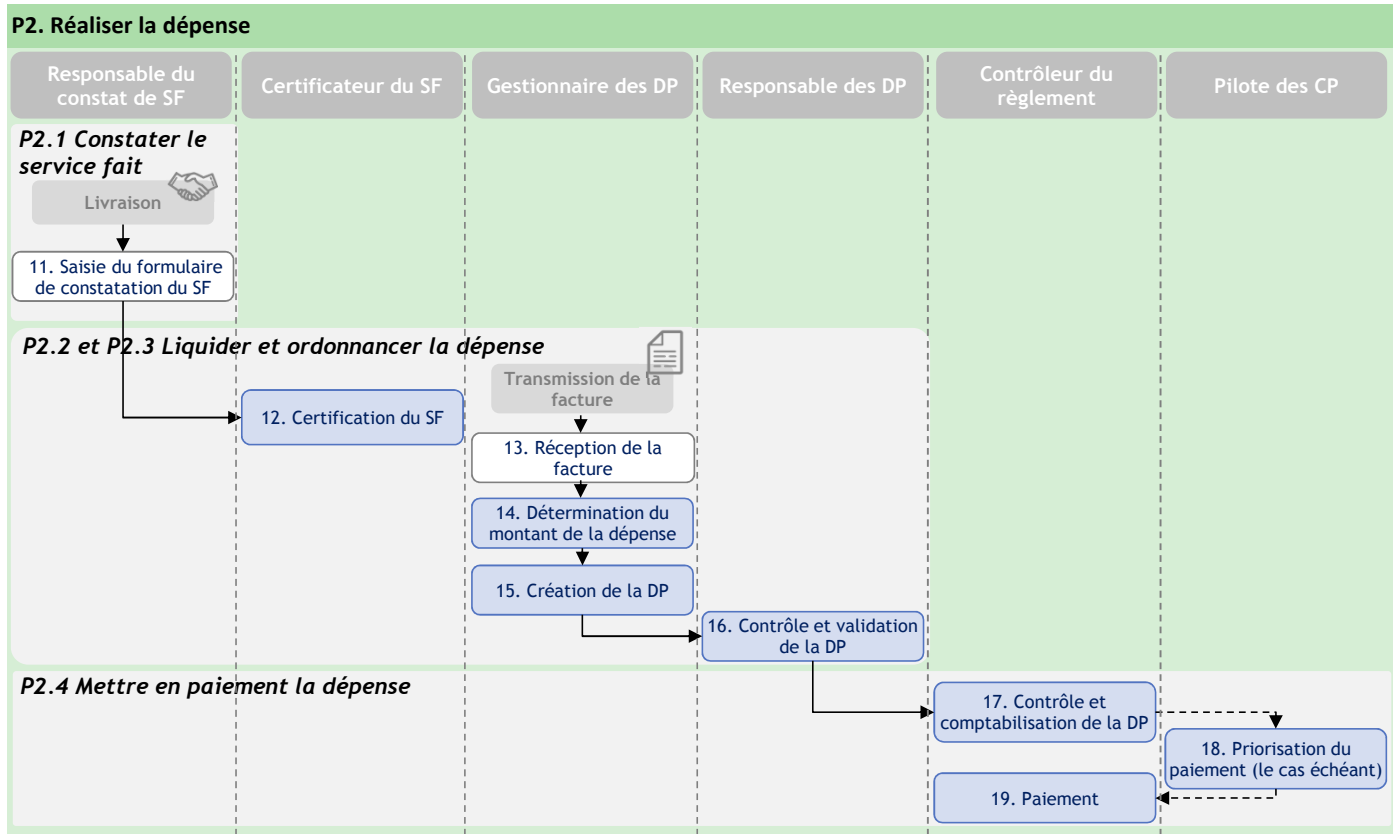 P2. Réaliser la dépense
Responsable du
constat de SF
Certificateur du SF
Gestionnaire des DP
Responsable des DP
Contrôleur du
règlement
Pilote des CP
P2.1 Constater le
service fait
Livraison
11. Saisie du formulaire
de constatation du SF
P2.2 et P2.3 Liquider et ordonnancer la dépense
Transmission de la
facture
12. Certification du SF
13. Réception de la
facture
14. Détermination du
montant de la dépense
15. Création de la DP
16. Contrôle et validation
de la DP
P2.4 Mettre en paiement la dépense
17. Contrôle et
comptabilisation de la DP
18. Priorisation du
paiement (le cas échéant)
19. Paiement